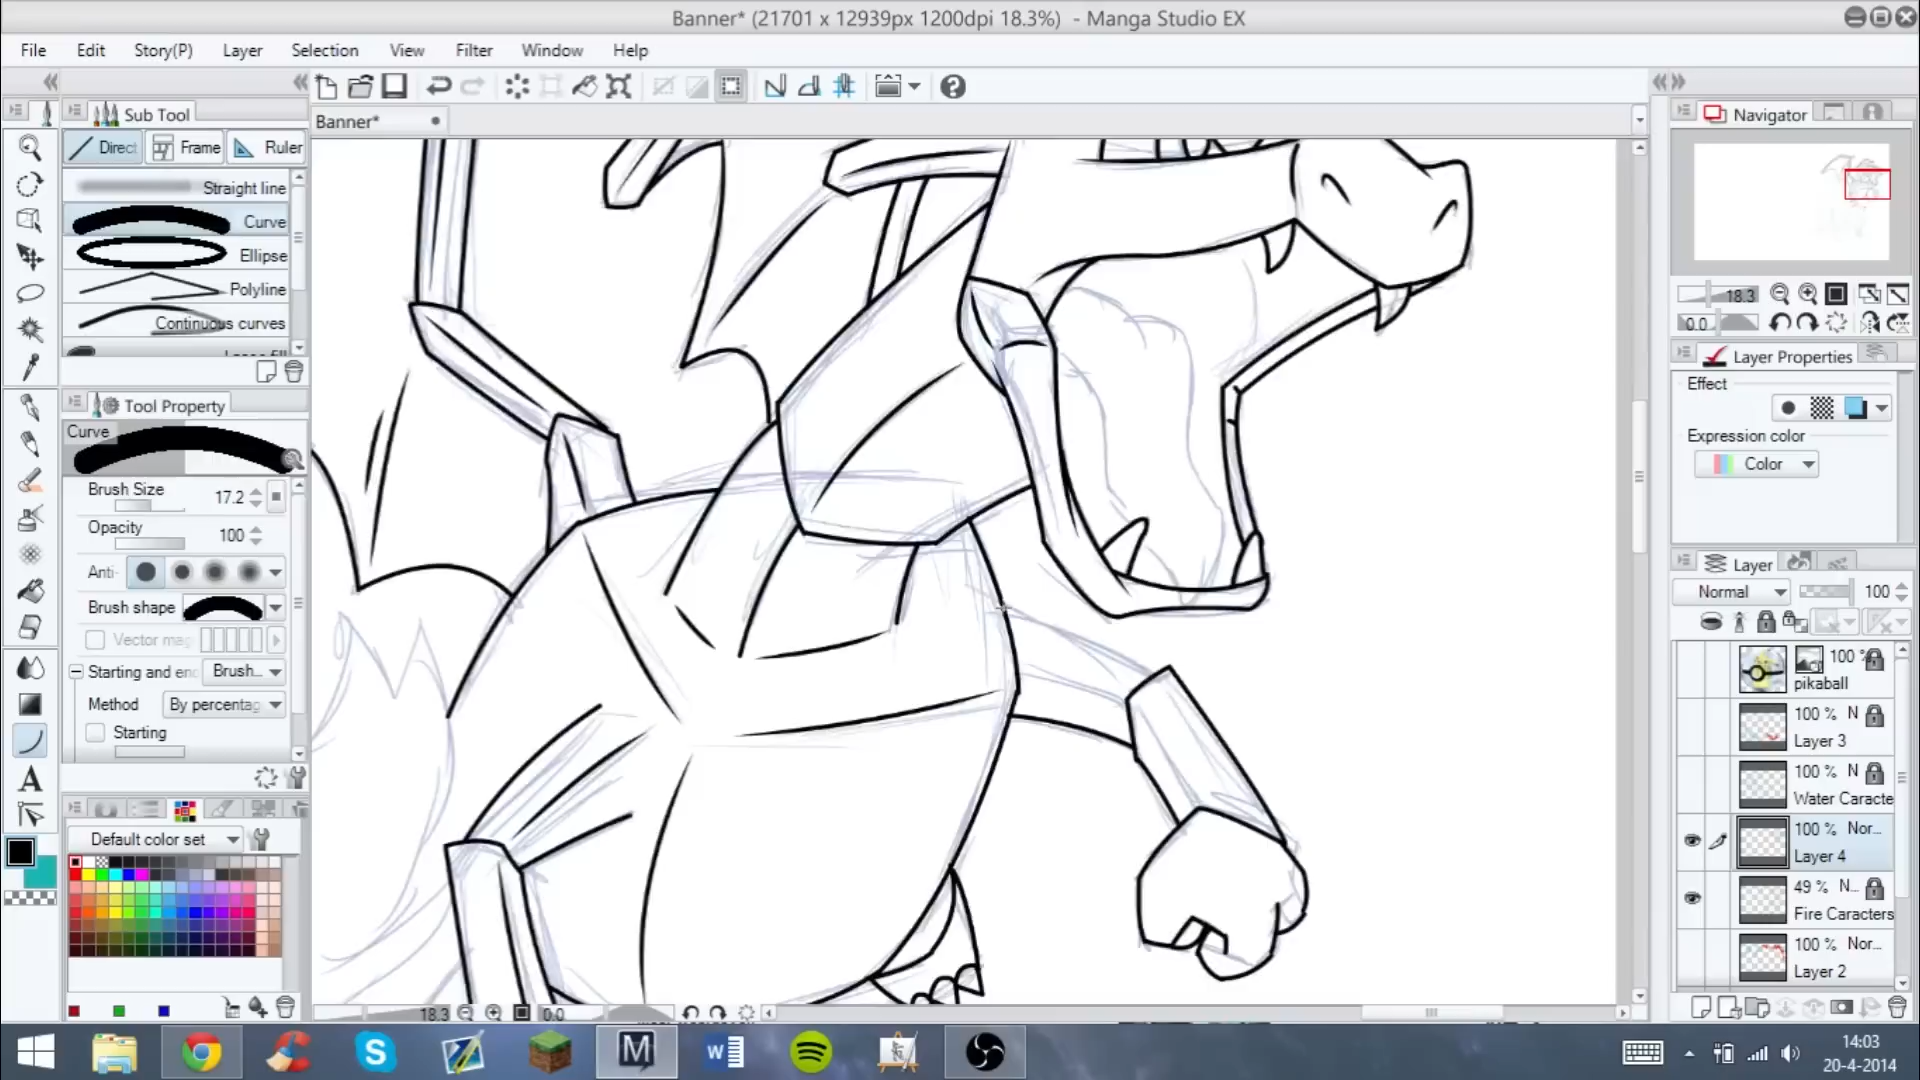 Banner* (21701 x 12939px 1200dpi 18.3%) - Manga Studio EX
File Edit Story(P) Layer Selection View Filter Window Help
Sub Tool
Banner*
Navigator
Direct Frame Ruler
Straight line
Curve
Ellipse
Polyline
Continuous curves
18.3
0.0
Layer Properties
Effect
Tool Property
Curve
Expression color
Color
Brush Size 17.2
Opacity 100
Anti-
Brush shape
Vector mag
Starting and en Brush...
Method By percentag
Starting
Layer
Normal 100
100 %
pikaball
100 % N
Layer 3
100 % N
Water Caracte
100 % Nor...
Layer 4
49 % N...
Fire Caracters
100 % Nor...
Layer 2
Default color set
18.3 0.0
14:03
20-4-2014